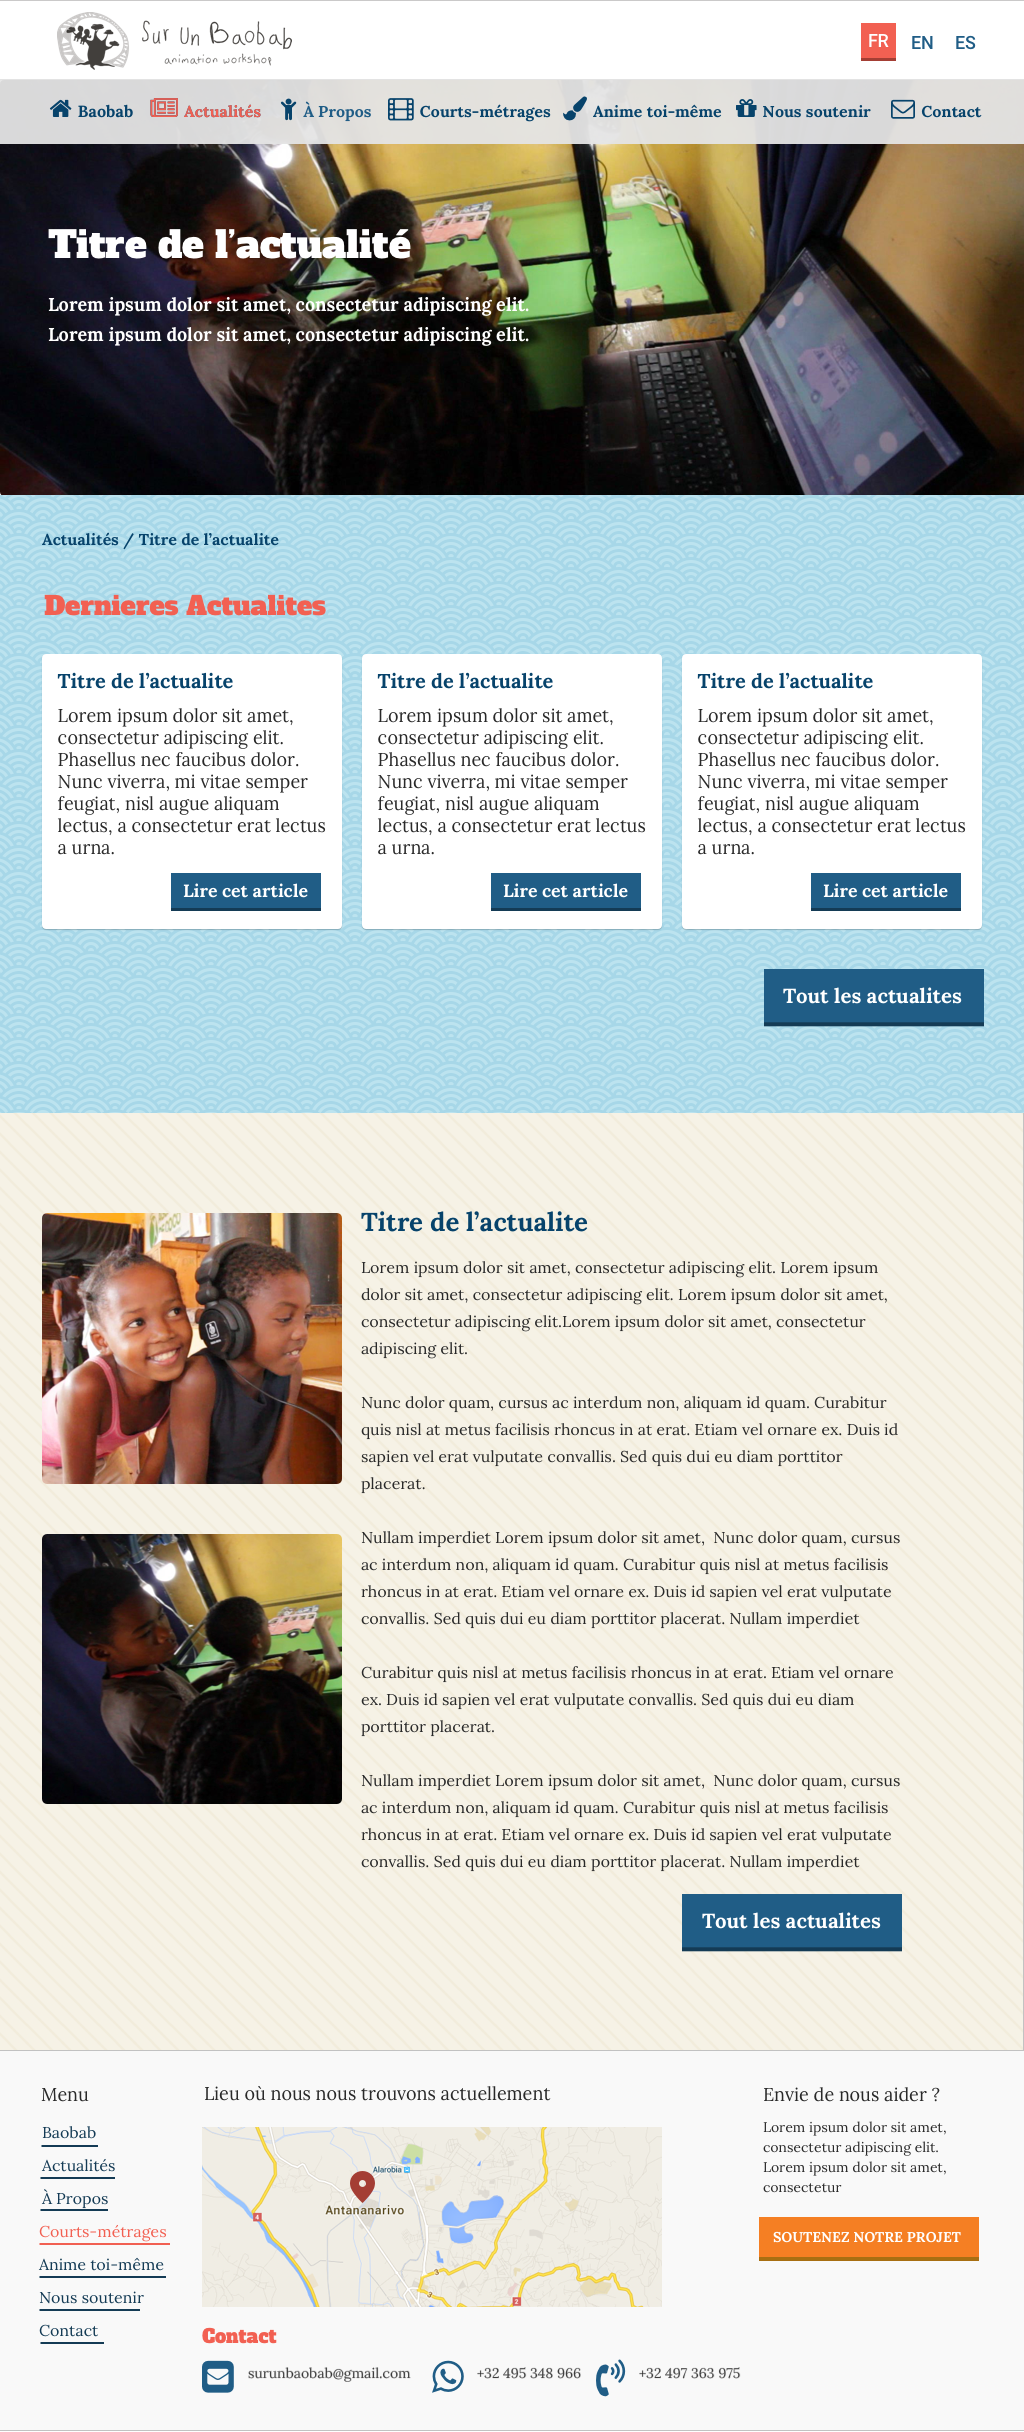 Sur Un Baobab
animation workshop
FR EN ES
Baobab Actualités À Propos Courts-métrages Anime toi-même Nous soutenir Contact
Titre de l’actualité
Lorem ipsum dolor sit amet, consectetur adipiscing elit.
Lorem ipsum dolor sit amet, consectetur adipiscing elit.
Actualités / Titre de l’actualite
Dernieres Actualites
Titre de l’actualite
Lorem ipsum dolor sit amet,
consectetur adipiscing elit.
Phasellus nec faucibus dolor.
Nunc viverra, mi vitae semper
feugiat, nisl augue aliquam
lectus, a consectetur erat lectus
a urna.
Lire cet article
Titre de l’actualite
Lorem ipsum dolor sit amet,
consectetur adipiscing elit.
Phasellus nec faucibus dolor.
Nunc viverra, mi vitae semper
feugiat, nisl augue aliquam
lectus, a consectetur erat lectus
a urna.
Lire cet article
Titre de l’actualite
Lorem ipsum dolor sit amet,
consectetur adipiscing elit.
Phasellus nec faucibus dolor.
Nunc viverra, mi vitae semper
feugiat, nisl augue aliquam
lectus, a consectetur erat lectus
a urna.
Lire cet article
Tout les actualites
Titre de l’actualite
Lorem ipsum dolor sit amet, consectetur adipiscing elit. Lorem ipsum
dolor sit amet, consectetur adipiscing elit. Lorem ipsum dolor sit amet,
consectetur adipiscing elit.Lorem ipsum dolor sit amet, consectetur
adipiscing elit.
Nunc dolor quam, cursus ac interdum non, aliquam id quam. Curabitur
quis nisl at metus facilisis rhoncus in at erat. Etiam vel ornare ex. Duis id
sapien vel erat vulputate convallis. Sed quis dui eu diam porttitor
placerat.
Nullam imperdiet Lorem ipsum dolor sit amet,  Nunc dolor quam, cursus
ac interdum non, aliquam id quam. Curabitur quis nisl at metus facilisis
rhoncus in at erat. Etiam vel ornare ex. Duis id sapien vel erat vulputate
convallis. Sed quis dui eu diam porttitor placerat. Nullam imperdiet
Curabitur quis nisl at metus facilisis rhoncus in at erat. Etiam vel ornare
ex. Duis id sapien vel erat vulputate convallis. Sed quis dui eu diam
porttitor placerat.
Nullam imperdiet Lorem ipsum dolor sit amet,  Nunc dolor quam, cursus
ac interdum non, aliquam id quam. Curabitur quis nisl at metus facilisis
rhoncus in at erat. Etiam vel ornare ex. Duis id sapien vel erat vulputate
convallis. Sed quis dui eu diam porttitor placerat. Nullam imperdiet
Tout les actualites
Menu
Baobab
Actualités
À Propos
Courts-métrages
Anime toi-même
Nous soutenir
Contact
Lieu où nous nous trouvons actuellement
Alarobia
Antananarivo
4
3
7
2
Contact
surunbaobab@gmail.com
+32 495 348 966
+32 497 363 975
Envie de nous aider ?
Lorem ipsum dolor sit amet,
consectetur adipiscing elit.
Lorem ipsum dolor sit amet,
consectetur
SOUTENEZ NOTRE PROJET